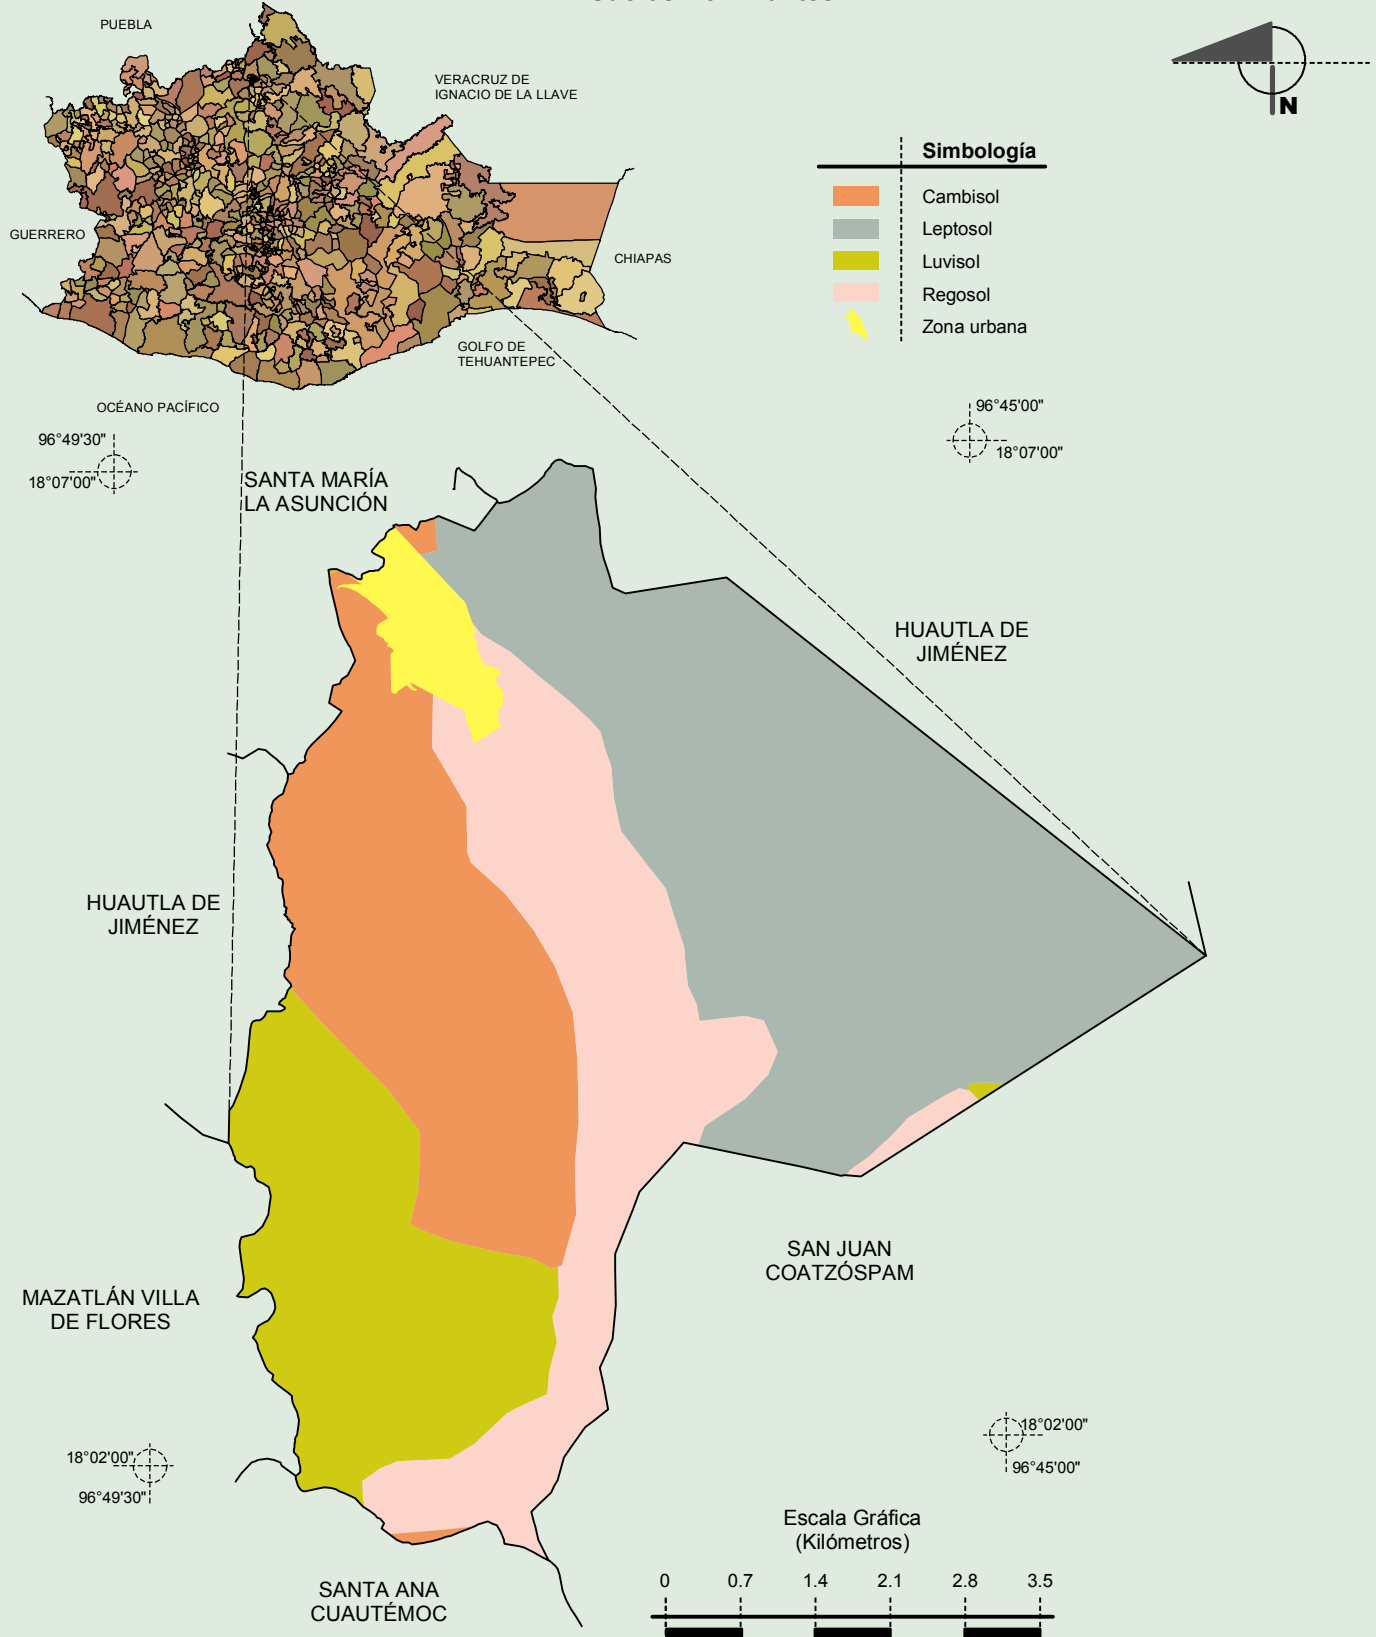 PUEBLA
VERACRUZ DE
IGNACIO DE LA LLAVE
N
Simbología
Cambisol
Leptosol
Luvisol
Regosol
Zona urbana
GUERRERO
CHIAPAS
GOLFO DE
TEHUANTEPEC
OCÉANO PACÍFICO
96°49'30"
18°07'00"
96°45'00"
18°07'00"
SANTA MARÍA
LA ASUNCIÓN
HUAUTLA DE
JIMÉNEZ
HUAUTLA DE
JIMÉNEZ
SAN JUAN
COATZÓSPAM
MAZATLÁN VILLA
DE FLORES
18°02'00"
96°49'30"
18°02'00"
96°45'00"
Escala Gráfica
(Kilómetros)
0 0.7 1.4 2.1 2.8 3.5
SANTA ANA
CUAUTÉMOC